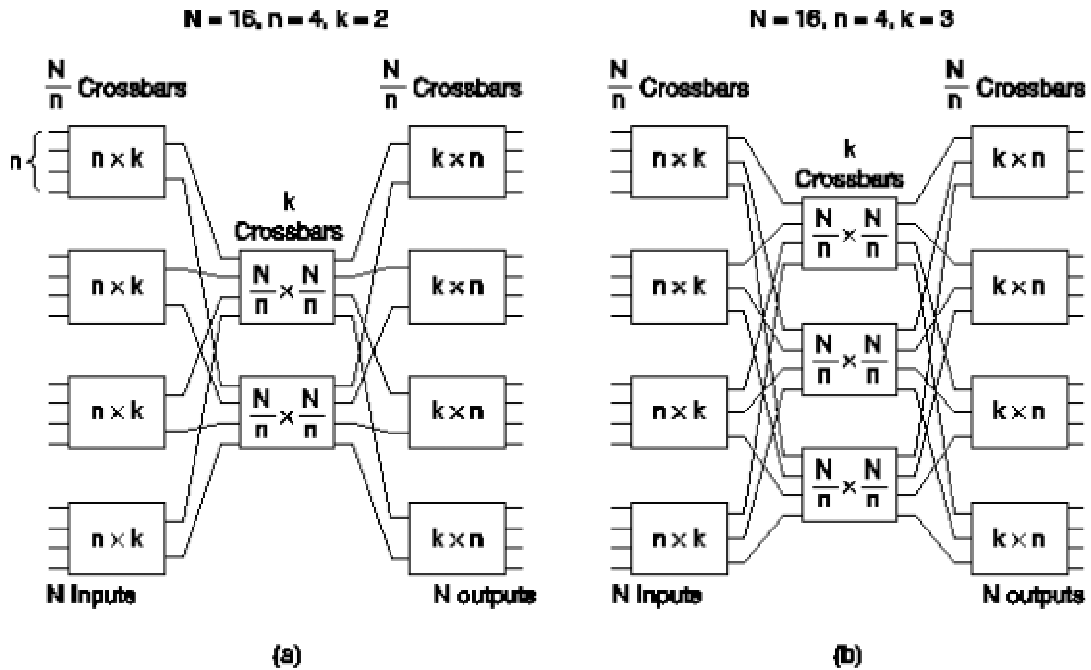 N = 16, n = 4, k = 2
N/n Crossbars
N/n Crossbars
n
n × k
k × n
k
Crossbars
N/n × N/n
n × k
k × n
n × k
N/n × N/n
k × n
n × k
k × n
N Inputs
N outputs
(a)
N = 16, n = 4, k = 3
N/n Crossbars
N/n Crossbars
n × k
k × n
k
Crossbars
N/n × N/n
n × k
k × n
N/n × N/n
n × k
k × n
N/n × N/n
n × k
k × n
N Inputs
N outputs
(b)